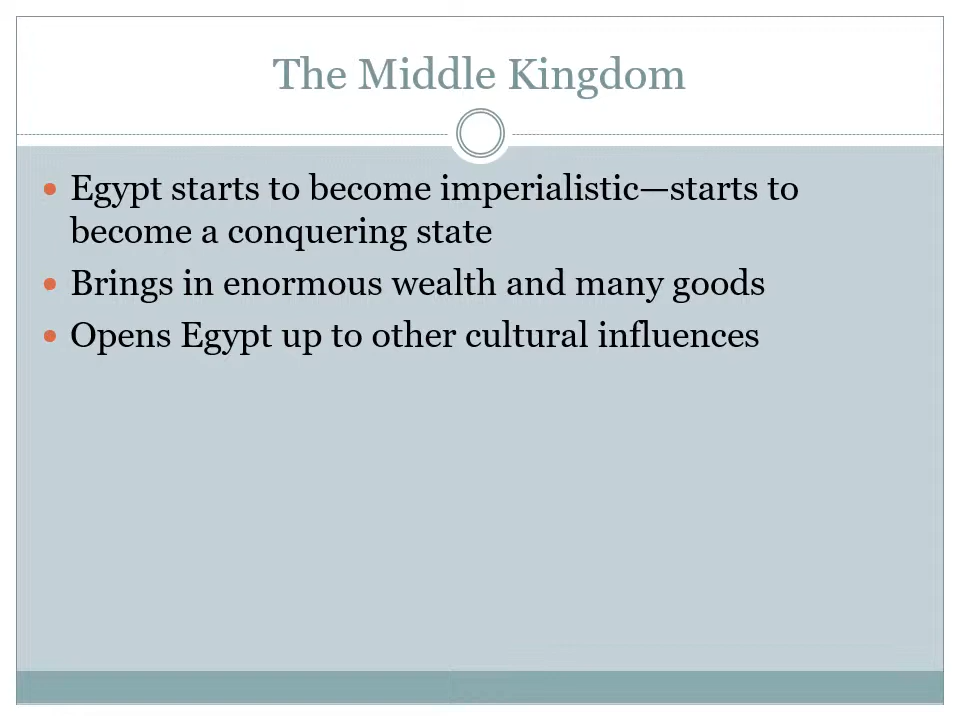 The Middle Kingdom
• Egypt starts to become imperialistic—starts to
become a conquering state
• Brings in enormous wealth and many goods
• Opens Egypt up to other cultural influences